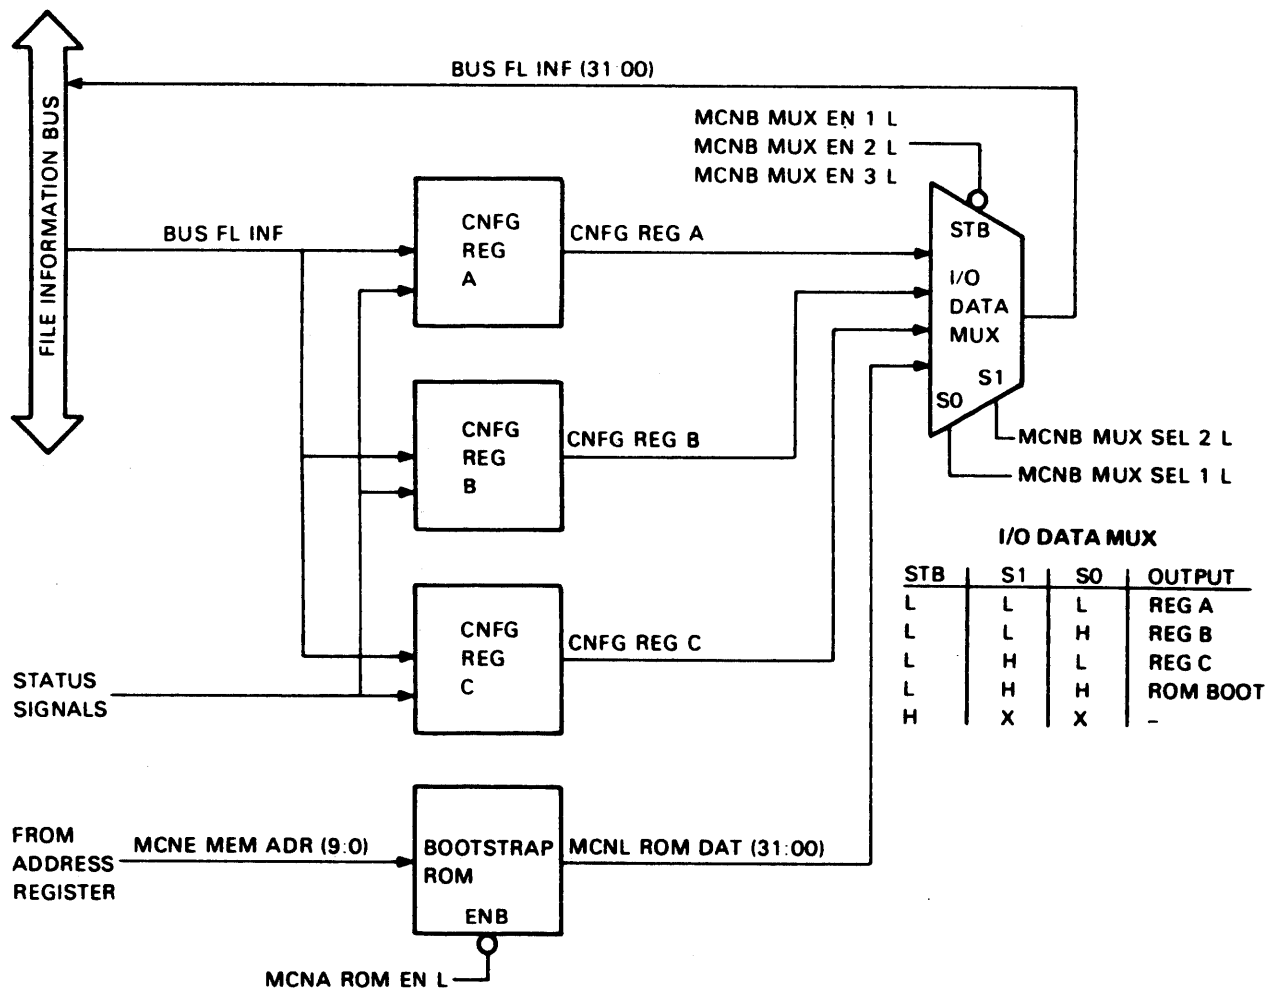 BUS FL INF (31:00)
MCNB MUX EN 1 L
MCNB MUX EN 2 L
MCNB MUX EN 3 L
FILE INFORMATION BUS
BUS FL INF
CNFG
REG
A
CNFG REG A
STB
I/O
DATA
MUX
S1
S0
CNFG
REG
B
CNFG REG B
MCNB MUX SEL 2 L
MCNB MUX SEL 1 L
CNFG
REG
C
CNFG REG C
STATUS
SIGNALS
I/O DATA MUX
STB S1 S0 OUTPUT
L L L REG A
L L H REG B
L H L REG C
L H H ROM BOOT
H X X –
FROM
ADDRESS
REGISTER
MCNE MEM ADR (9:0)
BOOTSTRAP
ROM
ENB
MCNL ROM DAT (31:00)
MCNA ROM EN L